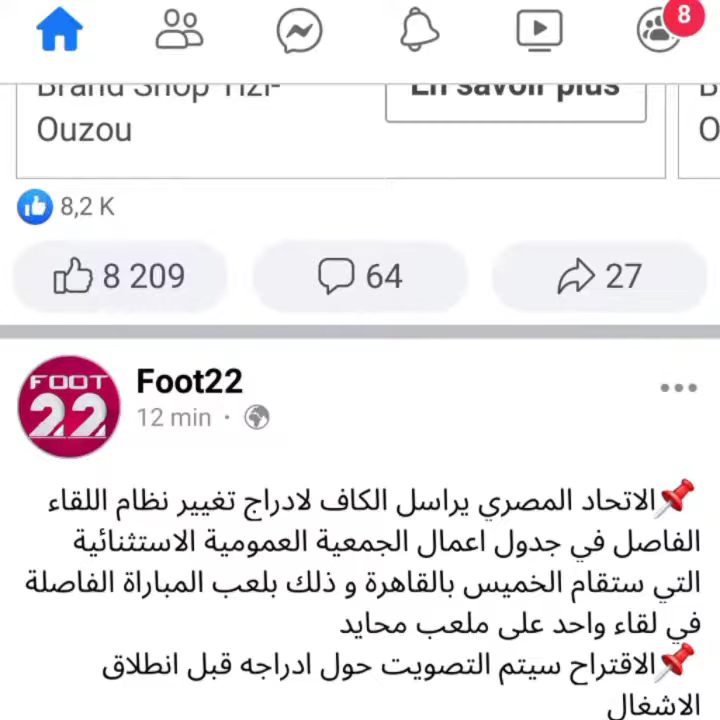 8
Brand Shop Tizi-
Ouzou
En savoir plus
8,2 K
8 209
64
27
FOOT
22
Foot22
12 min ·
الاتحاد المصري يراسل الكاف لادراج تغيير نظام اللقاء
الفاصل في جدول اعمال الجمعية العمومية الاستثنائية
التي ستقام الخميس بالقاهرة و ذلك بلعب المباراة الفاصلة
في لقاء واحد على ملعب محايد
الاقتراح سيتم التصويت حول ادراجه قبل انطلاق
الاشغال